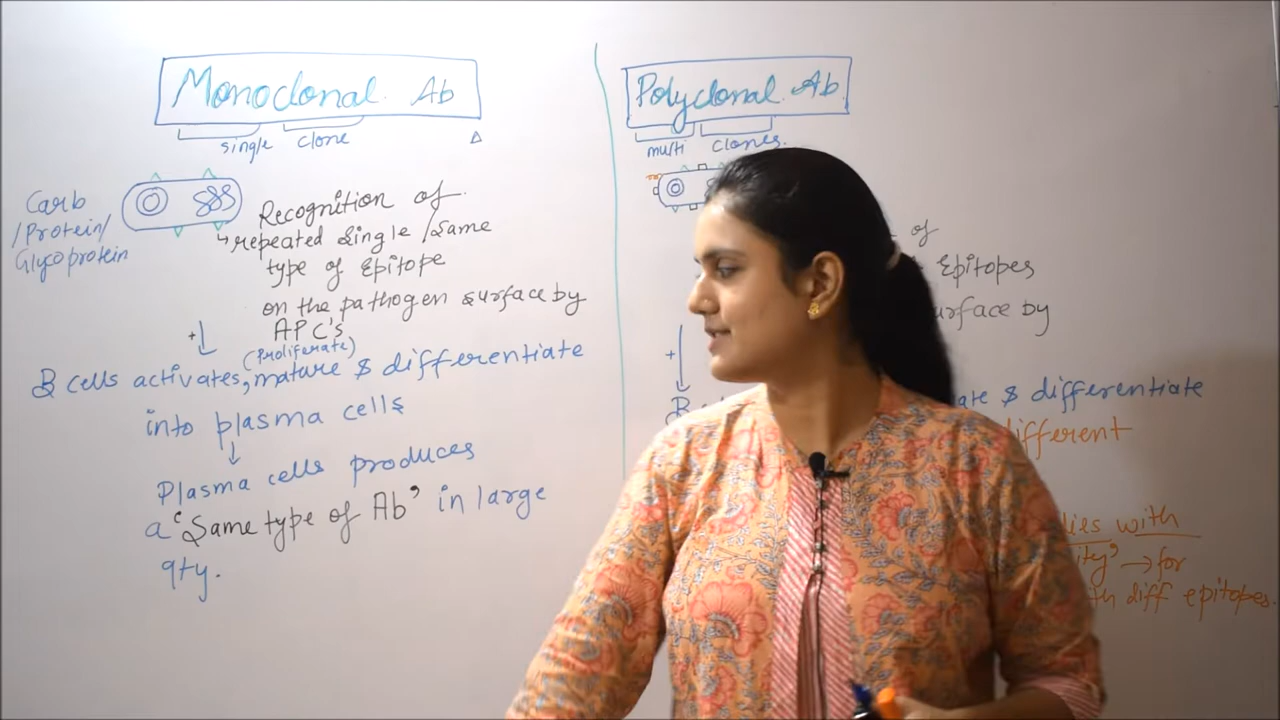 Monoclonal Ab
single clone
Carb
/Protein/
Glycoprotein
Recognition of
repeated single/same
type of Epitope
on the pathogen surface by
APC's
+
(Proliferate)
B cells activates, mature & differentiate
into plasma cells
Plasma cells produces
a 'Same type of Ab' in large
qty.
Polyclonal Ab
multi clones.
of
Epitopes
urface by
+
B
ate & differentiate
ifferent
dies with
ity' → for
th diff epitopes.